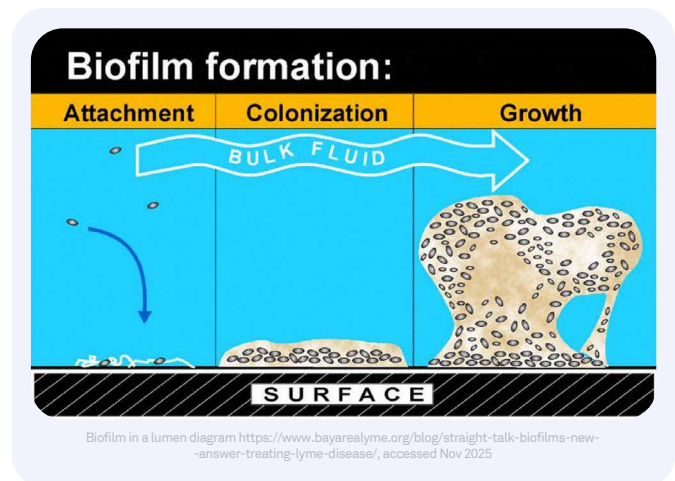 Biofilm formation:
Attachment Colonization Growth
BULK FLUID
SURFACE
Biofilm in a lumen diagram https://www.bayarealyme.org/blog/straight-talk-biofilms-new-
-answer-treating-lyme-disease/, accessed Nov 2025